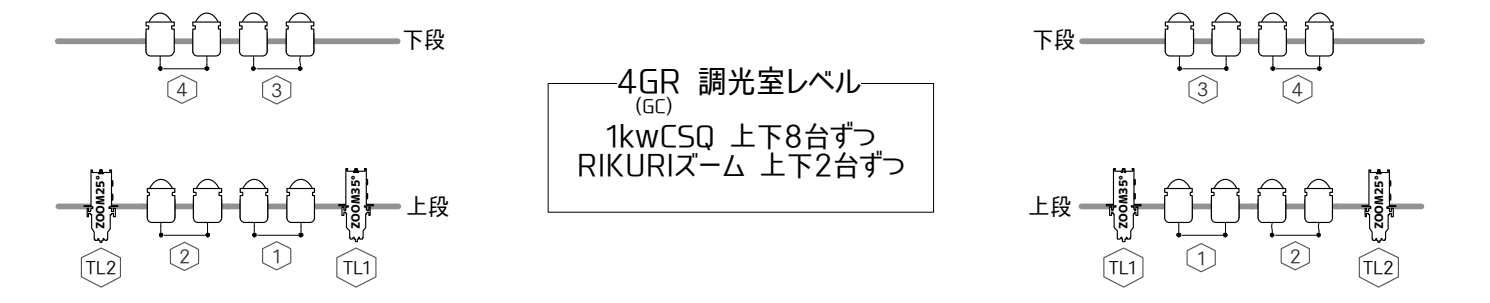 下段
4
3
4GR 調光室レベル
(GC)
1kwCSQ 上下8台ずつ
RIKURIズーム 上下2台ずつ
下段
3
4
ZOOM25°
ZOOM35°
上段
2
1
TL2
TL1
上段
ZOOM35°
ZOOM25°
1
2
TL1
TL2